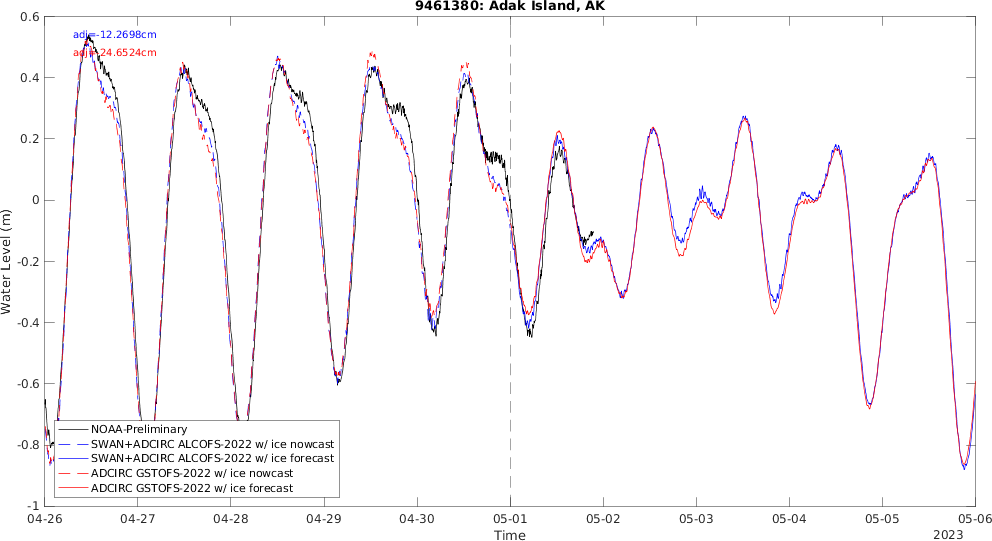 9461380: Adak Island, AK
adj=-12.2698cm
adj=-24.6524cm
0.6
0.4
0.2
0
-0.2
-0.4
-0.6
-0.8
-1
Water Level (m)
NOAA-Preliminary
SWAN+ADCIRC ALCOFS-2022 w/ ice nowcast
SWAN+ADCIRC ALCOFS-2022 w/ ice forecast
ADCIRC GSTOFS-2022 w/ ice nowcast
ADCIRC GSTOFS-2022 w/ ice forecast
04-26 04-27 04-28 04-29 04-30 05-01 05-02 05-03 05-04 05-05 05-06
Time
2023